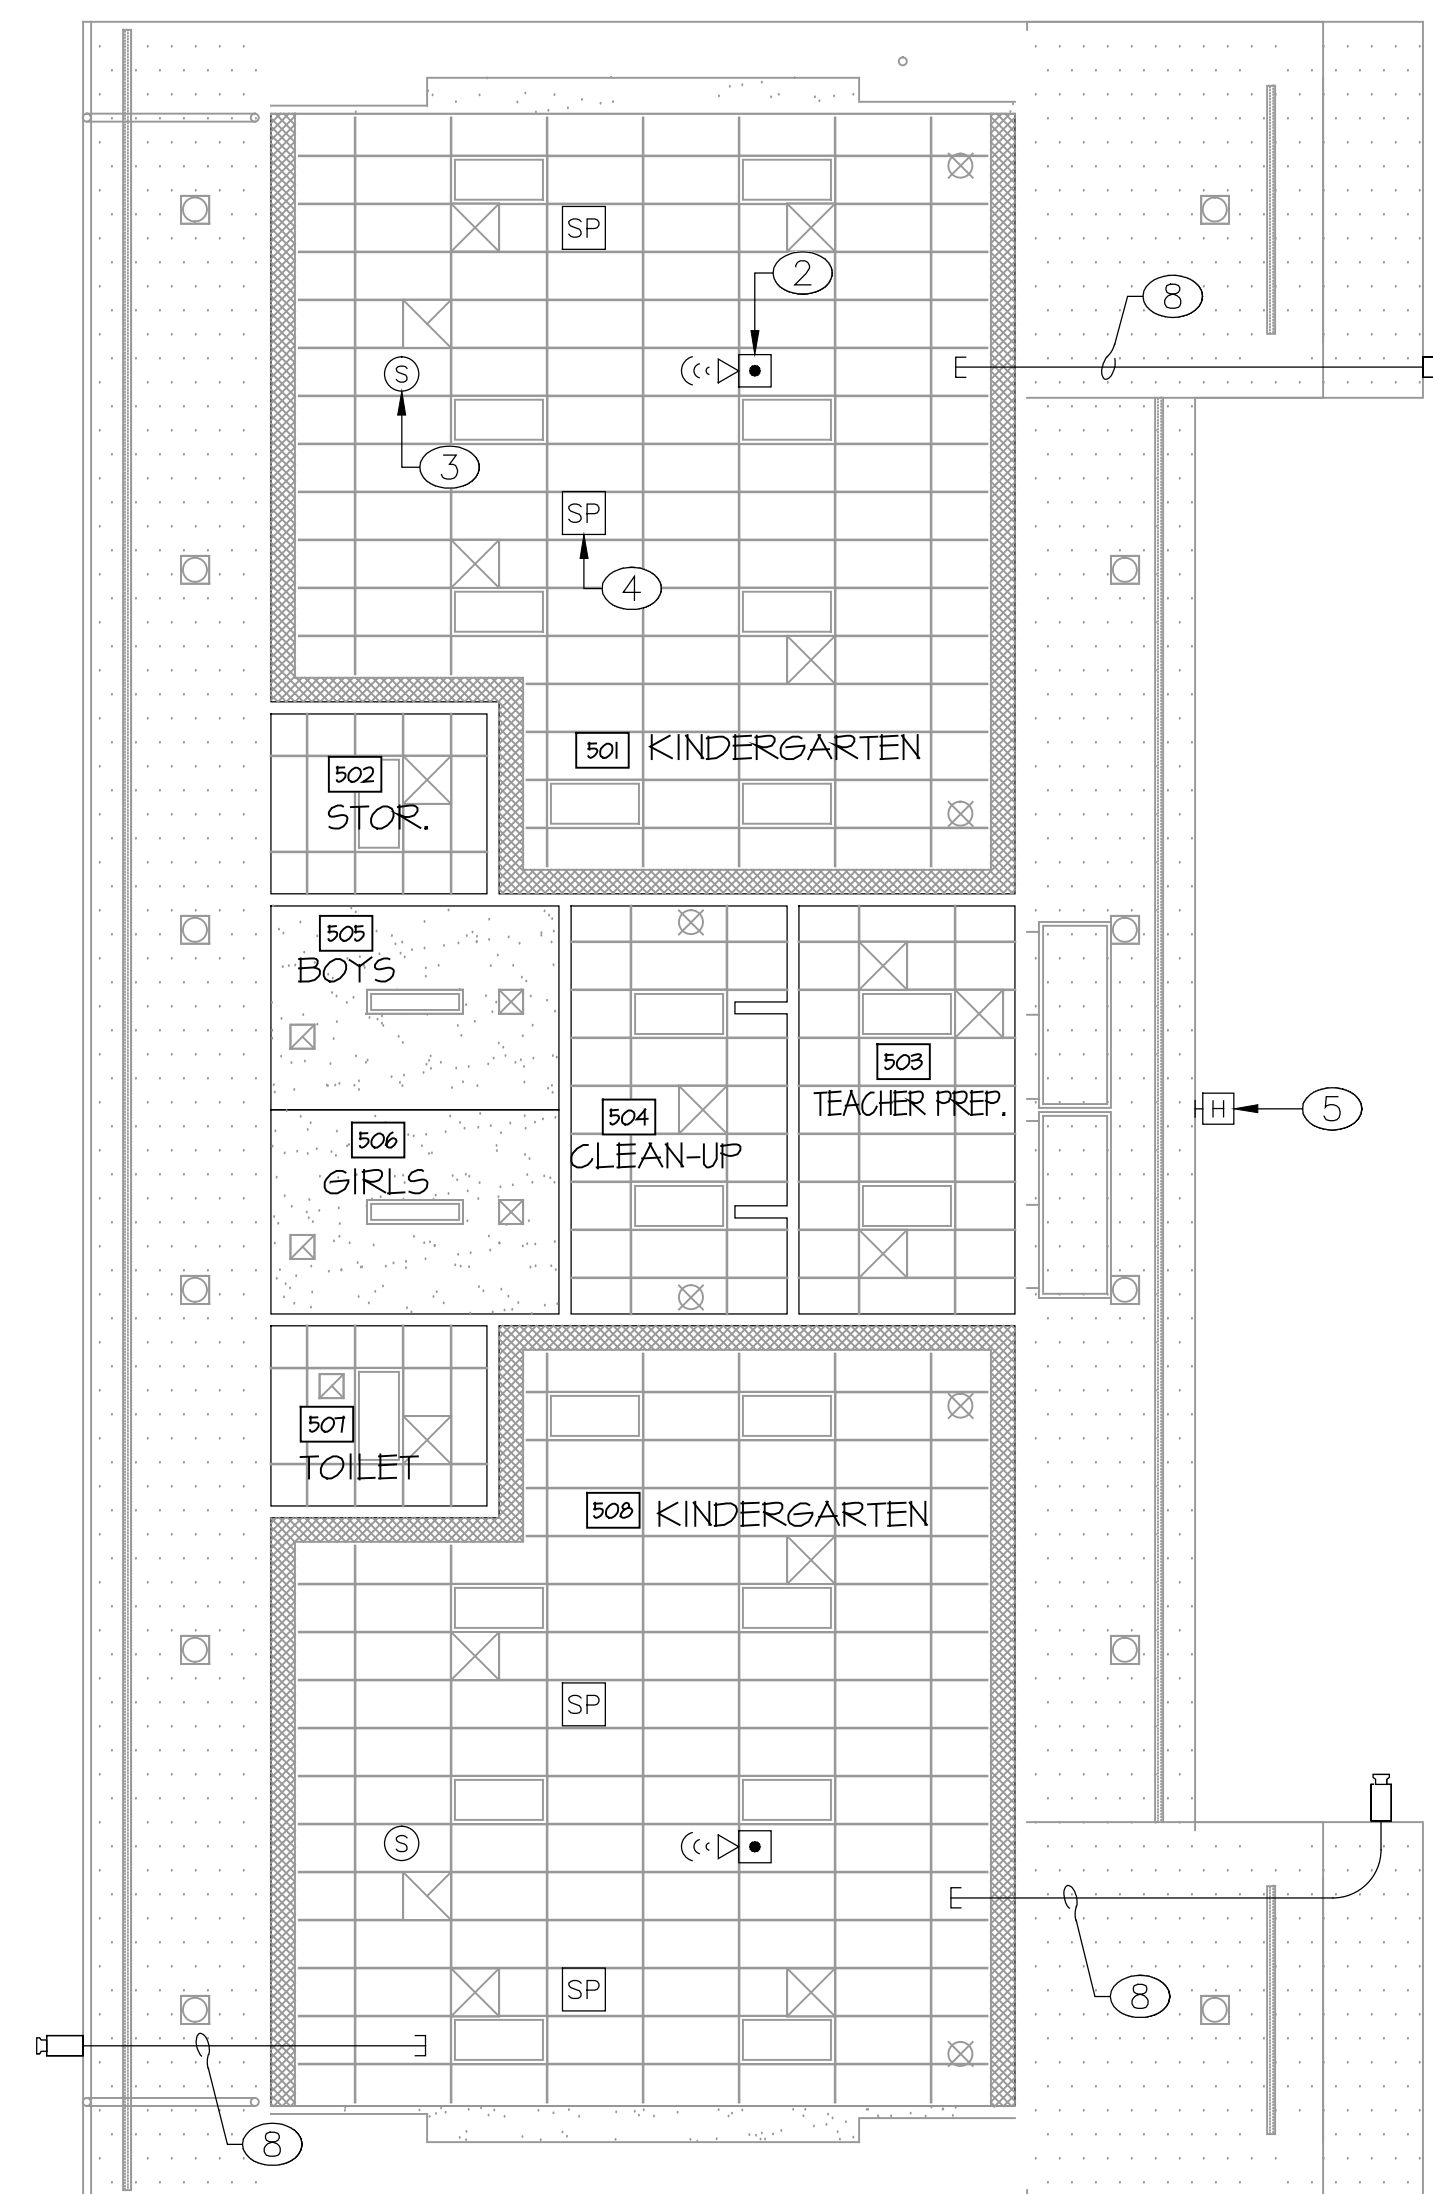 SP
2
8
S
3
SP
4
501 KINDERGARTEN
502
STOR.
505
BOYS
503
TEACHER PREP.
504
CLEAN-UP
H 5
506
GIRLS
507
TOILET
508 KINDERGARTEN
SP
S
SP
8
8